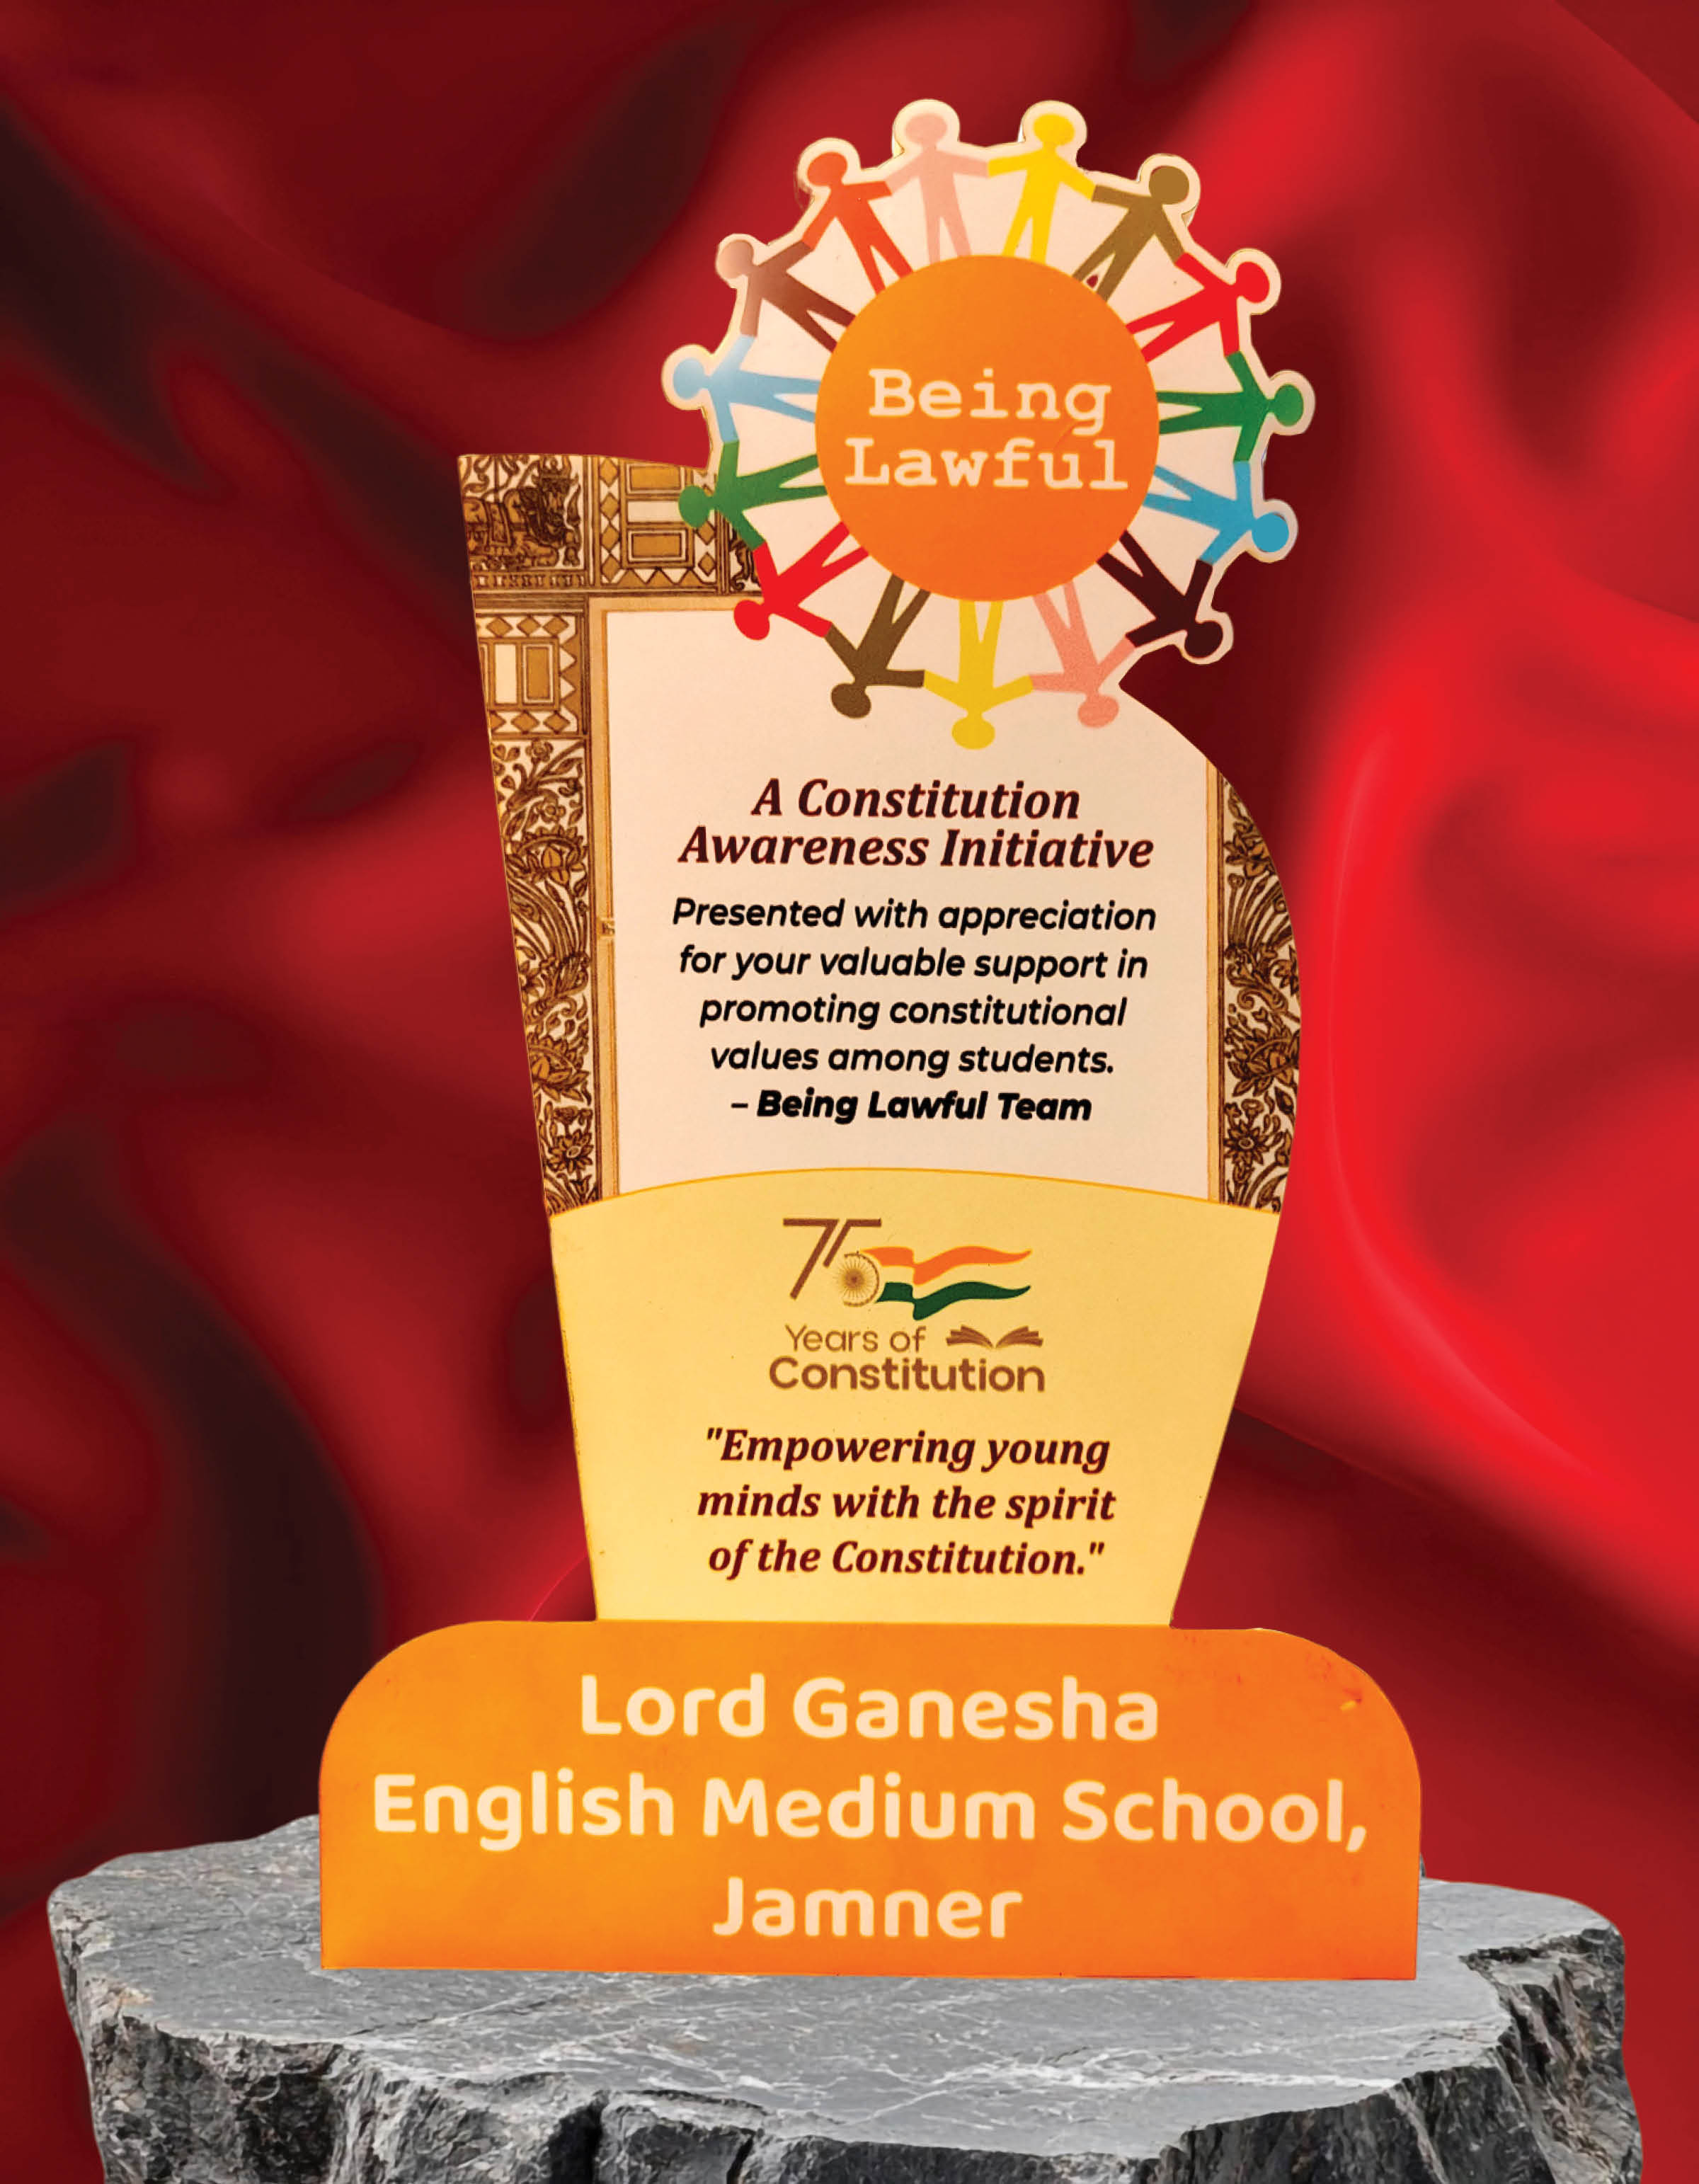 Being
Lawful
A Constitution
Awareness Initiative
Presented with appreciation
for your valuable support in
promoting constitutional
values among students.
– Being Lawful Team
75
Years of
Constitution
"Empowering young
minds with the spirit
of the Constitution."
Lord Ganesha
English Medium School,
Jamner